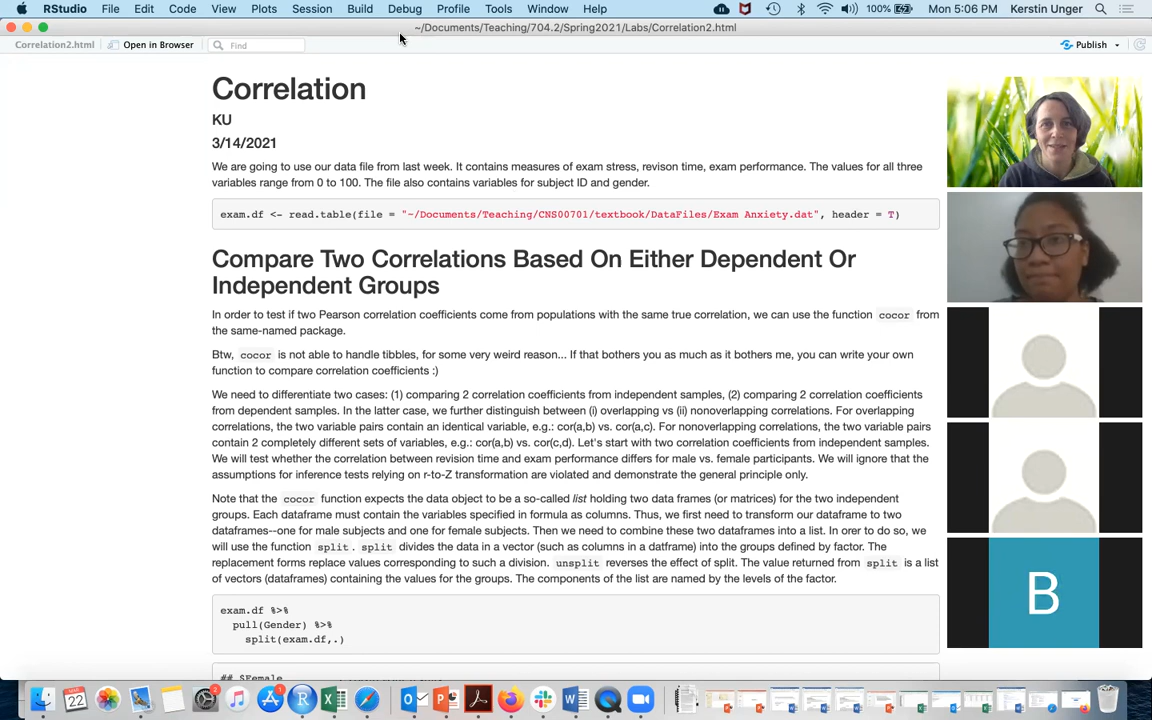 RStudio File Edit Code View Plots Session Build Debug Profile Tools Window Help 100% Mon 5:06 PM Kerstin Unger
~/Documents/Teaching/704.2/Spring2021/Labs/Correlation2.html
Correlation2.html Open in Browser Find Publish
Correlation
KU
3/14/2021
We are going to use our data file from last week. It contains measures of exam stress, revison time, exam performance. The values for all three
variables range from 0 to 100. The file also contains variables for subject ID and gender.
exam.df <- read.table(file = "~/Documents/Teaching/CNS00701/textbook/DataFiles/Exam Anxiety.dat", header = T)
Compare Two Correlations Based On Either Dependent Or
Independent Groups
In order to test if two Pearson correlation coefficients come from populations with the same true correlation, we can use the function cocor from
the same-named package.
Btw, cocor is not able to handle tibbles, for some very weird reason... If that bothers you as much as it bothers me, you can write your own
function to compare correlation coefficients :)
We need to differentiate two cases: (1) comparing 2 correlation coefficients from independent samples, (2) comparing 2 correlation coefficients
from dependent samples. In the latter case, we further distinguish between (i) overlapping vs (ii) nonoverlapping correlations. For overlapping
correlations, the two variable pairs contain an identical variable, e.g.: cor(a,b) vs. cor(a,c). For nonoverlapping correlations, the two variable pairs
contain 2 completely different sets of variables, e.g.: cor(a,b) vs. cor(c,d). Let's start with two correlation coefficients from independent samples.
We will test whether the correlation between revision time and exam performance differs for male vs. female participants. We will ignore that the
assumptions for inference tests relying on r-to-Z transformation are violated and demonstrate the general principle only.
Note that the cocor function expects the data object to be a so-called list holding two data frames (or matrices) for the two independent
groups. Each dataframe must contain the variables specified in formula as columns. Thus, we first need to transform our dataframe to two
dataframes--one for male subjects and one for female subjects. Then we need to combine these two dataframes into a list. In orer to do so, we
will use the function split. split divides the data in a vector (such as columns in a datframe) into the groups defined by factor. The
replacement forms replace values corresponding to such a division. unsplit reverses the effect of split. The value returned from split is a list
of vectors (dataframes) containing the values for the groups. The components of the list are named by the levels of the factor.
exam.df %>%
pull(Gender) %>%
split(exam.df,.)
## $Female
B